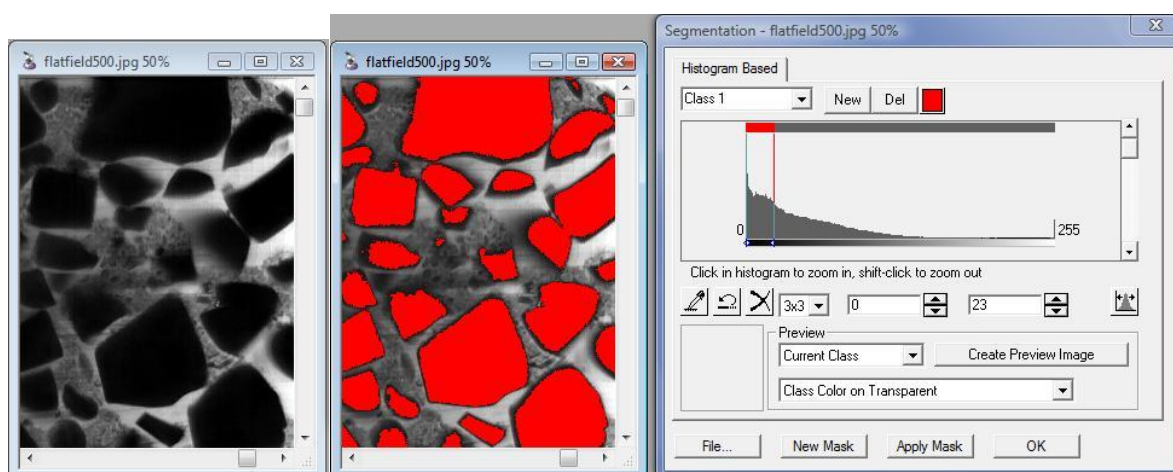 flatfield500.jpg 50%
flatfield500.jpg 50%
Segmentation - flatfield500.jpg 50%
Histogram Based
Class 1
New
Del
0
255
Click in histogram to zoom in, shift-click to zoom out
3x3
0
23
Preview
Current Class
Create Preview Image
Class Color on Transparent
File...
New Mask
Apply Mask
OK